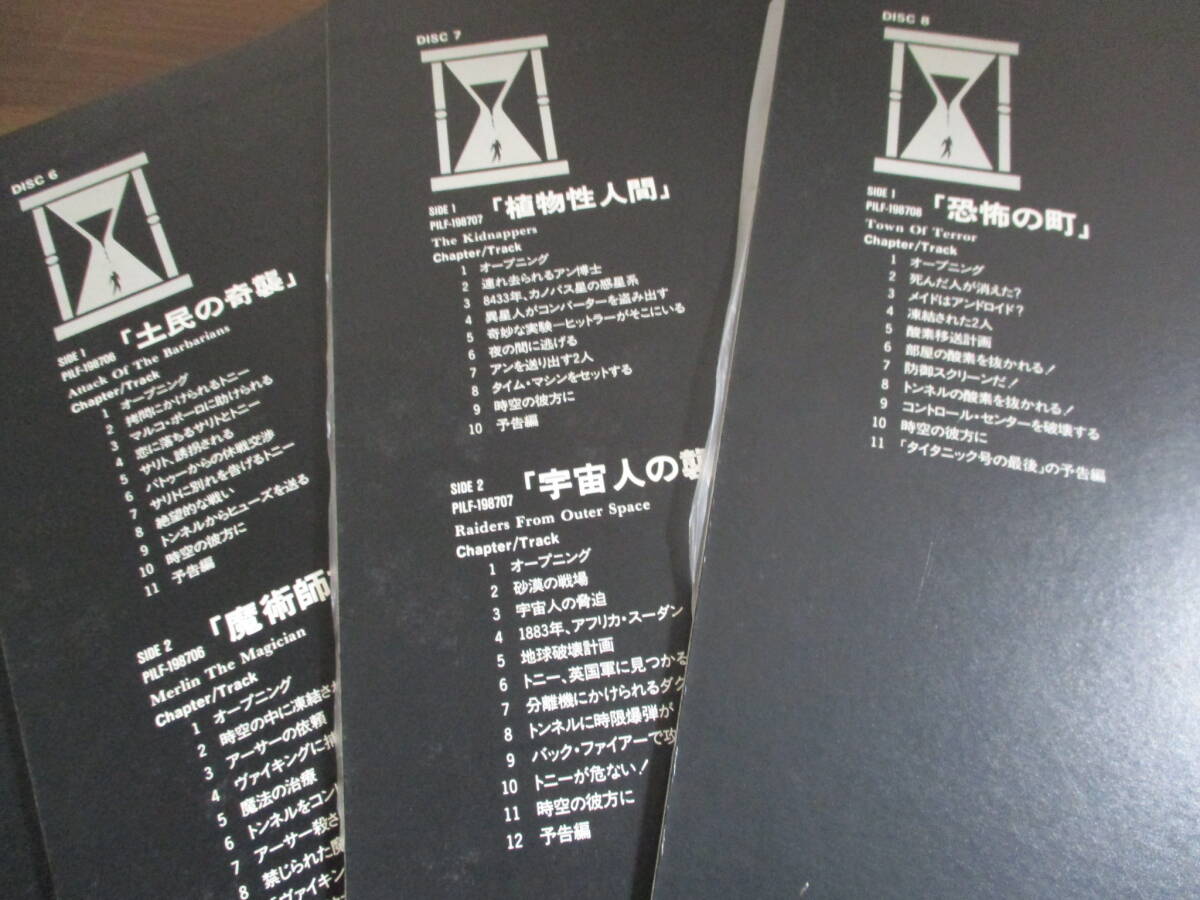 DISC 6
SIDE 1
PILF-198706
「土民の奇襲」
Attack Of The Barbarians
Chapter/Track
1 オープニング
2 拷問にかけられるトニー
3 マルコ・ポーロに助けられる
4 恋に落ちるサリトとトニー
5 サリト、誘拐される
6 バトゥーからの休戦交渉
7 サリトに別れを告げるトニー
8 絶望的な戦い
9 トンネルからヒューズを送る
10 時空の彼方に
11 予告編
SIDE 2
PILF-198706
「魔術師
Merlin The Magician
Chapter/Track
1 オープニング
2 時空の中に凍結さ
3 アーサーの依頼
4 ヴァイキングに捕
5 魔法の治療
6 トンネルをコン
7 アーサー殺さ
8 禁じられた魔
ヴァイキン
DISC 7
SIDE 1
PILF-198707
「植物性人間」
The Kidnappers
Chapter/Track
1 オープニング
2 連れ去られるアン博士
3 8433年、カノパス星の惑星系
4 異星人がコンバーターを盗み出す
5 奇妙な実験―ヒットラーがそこにいる
6 夜の間に逃げる
7 アンを送り出す2人
8 タイム・マシンをセットする
9 時空の彼方に
10 予告編
SIDE 2
PILF-198707
「宇宙人の襲
Raiders From Outer Space
Chapter/Track
1 オープニング
2 砂漠の戦場
3 宇宙人の脅迫
4 1883年、アフリカ・スーダン
5 地球破壊計画
6 トニー、英国軍に見つかる
7 分離機にかけられるダグ
8 トンネルに時限爆弾が
9 バック・ファイアーで攻
10 トニーが危ない!
11 時空の彼方に
12 予告編
DISC 8
SIDE 1
PILF-198708
「恐怖の町」
Town Of Terror
Chapter/Track
1 オープニング
2 死んだ人が消えた?
3 メイドはアンドロイド?
4 凍結された2人
5 酸素移送計画
6 部屋の酸素を抜かれる!
7 防御スクリーンだ!
8 トンネルの酸素を抜かれる!
9 コントロール・センターを破壊する
10 時空の彼方に
11 「タイタニック号の最後」の予告編